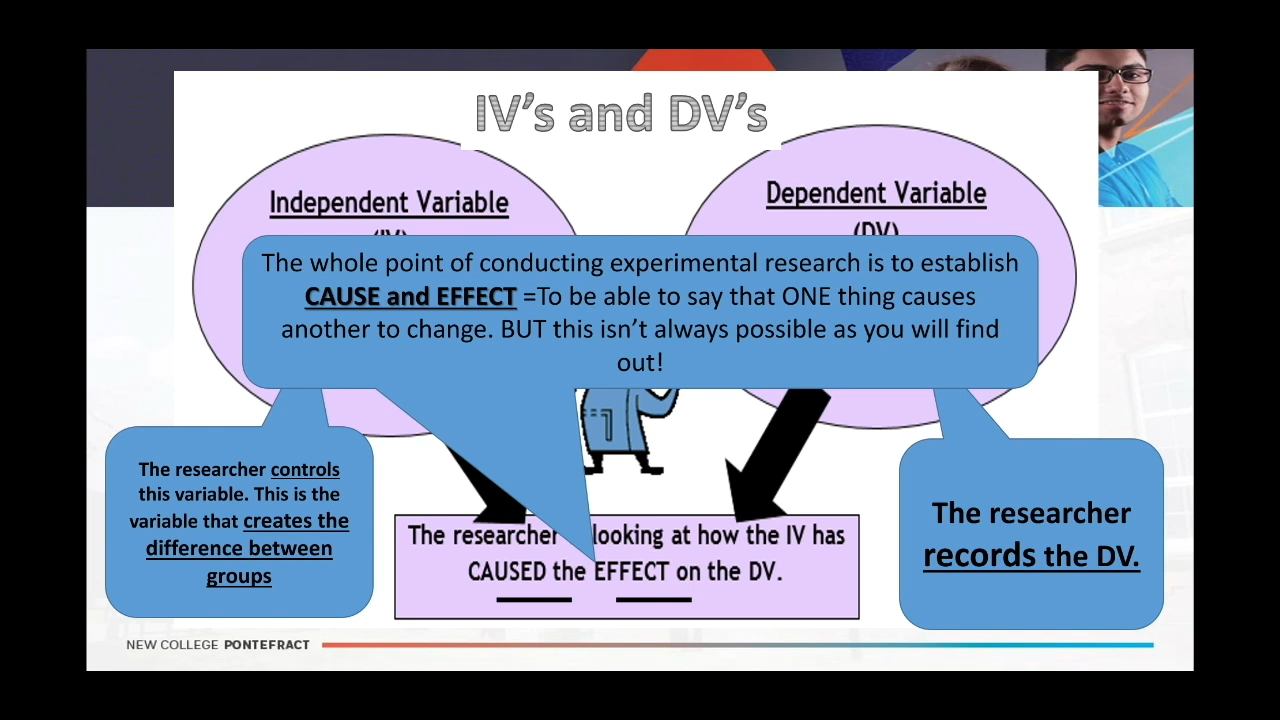 IV’s and DV’s
Independent Variable
(IV)
Dependent Variable
(DV)
The whole point of conducting experimental research is to establish
CAUSE and EFFECT =To be able to say that ONE thing causes
another to change. BUT this isn’t always possible as you will find
out!
The researcher controls
this variable. This is the
variable that creates the
difference between
groups
The researcher looking at how the IV has
CAUSED the EFFECT on the DV.
The researcher
records the DV.
NEW COLLEGE PONTEFRACT